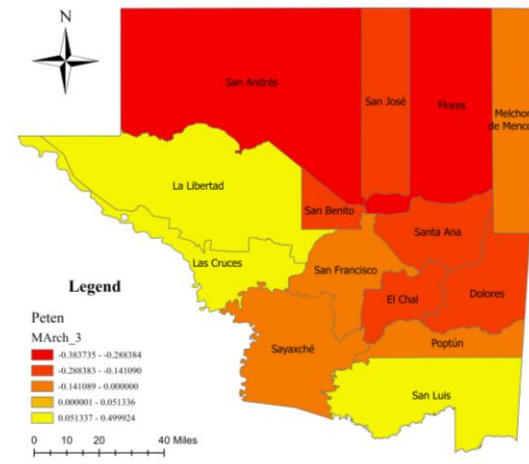 N
San Andrés
San José
Flores
Melchor
de Menco
La Libertad
San Benito
Santa Ana
Las Cruces
San Francisco
El Chal
Dolores
Sayaxché
Poptún
San Luis
Legend
Peten
MArch_3
-0.383735 - -0.288384
-0.288383 - -0.141090
-0.141089 - 0.000000
0.000001 - 0.051336
0.051337 - 0.499924
0 10 20 40 Miles